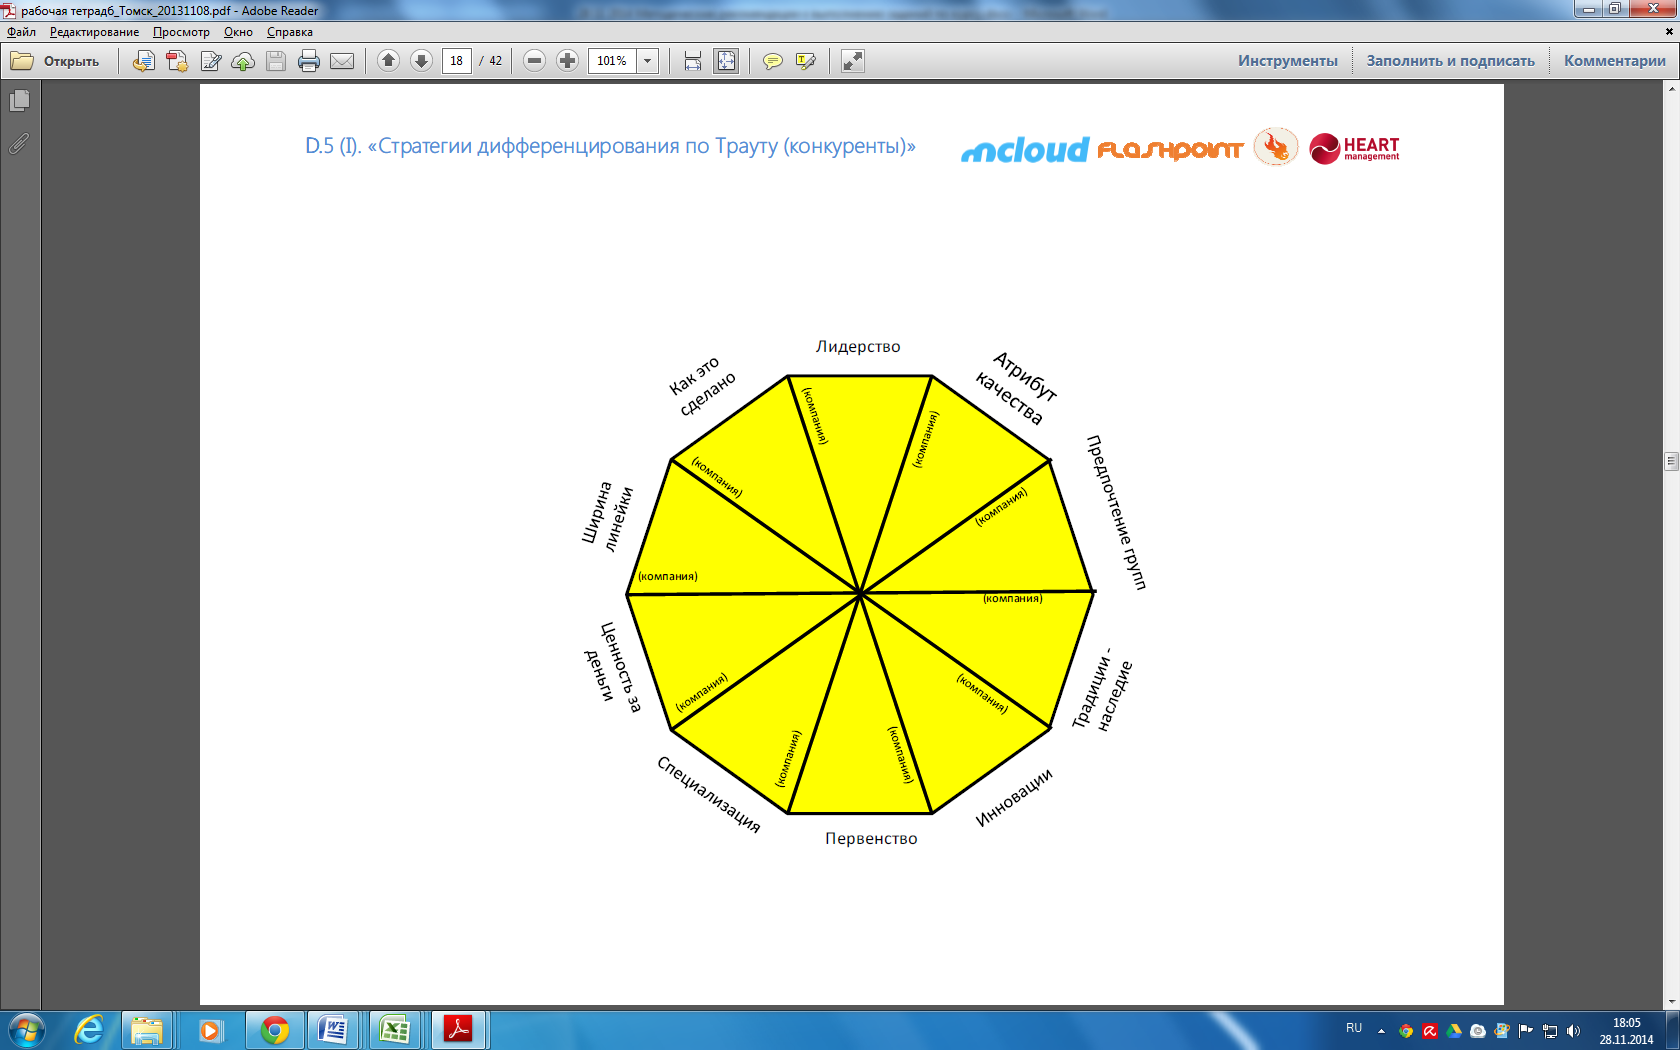 рабочая тетрадб_Томск_20131108.pdf - Adobe Reader
Файл Редактирование Просмотр Окно Справка
Открыть 18 / 42 101% Инструменты Заполнить и подписать Комментарии
D.5 (I). «Стратегии дифференцирования по Трауту (конкуренты)»
mcloud FLASHPOINT HEART
management
Лидерство
Как это
сделано
Атрибут
качества
(компания)
(компания)
Предпочтение групп
(компания)
(компания)
Ширина
линейки
(компания)
(компания)
Ценность за
деньги
Традиции -
наследие
(компания)
(компания)
(компания)
(компания)
Специализация
Инновации
Первенство
RU
18:05
28.11.2014